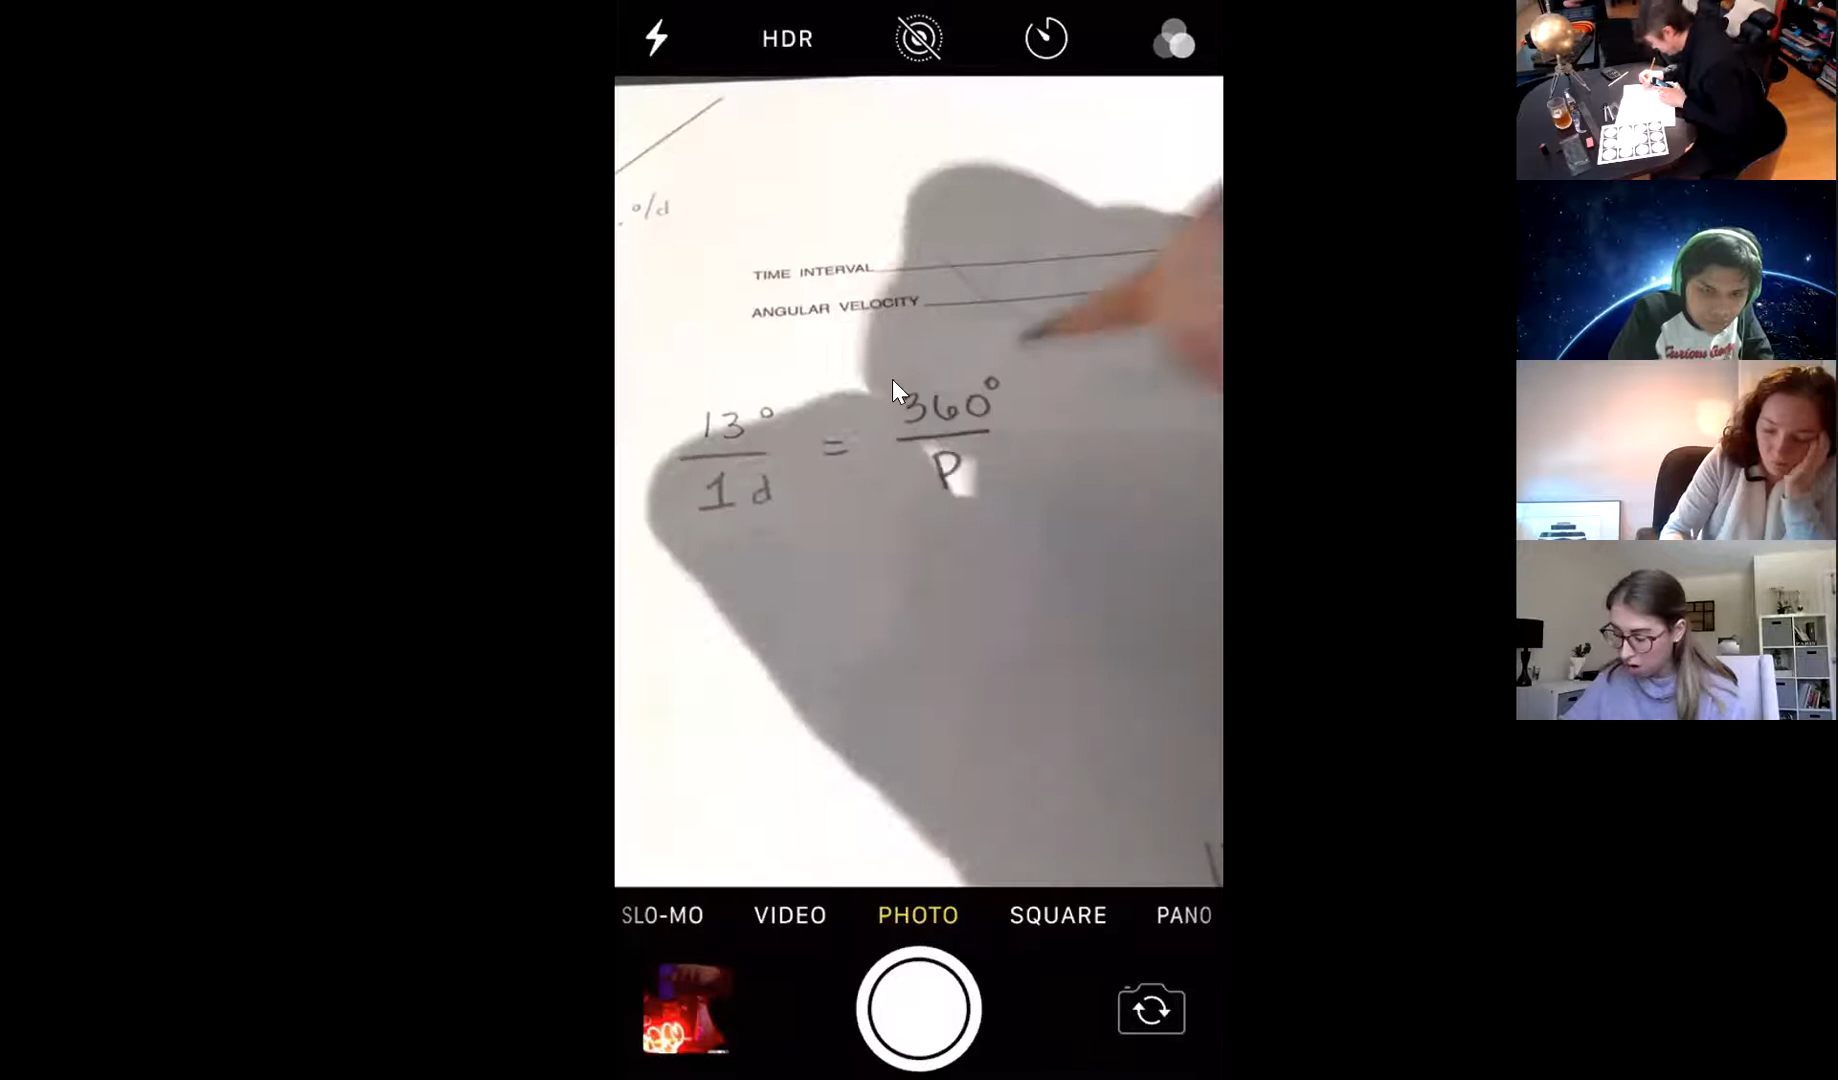 HDR
. °/d
TIME INTERVAL
ANGULAR VELOCITY
13° / 1 d = 360° / P
SLO-MO VIDEO PHOTO SQUARE PANO